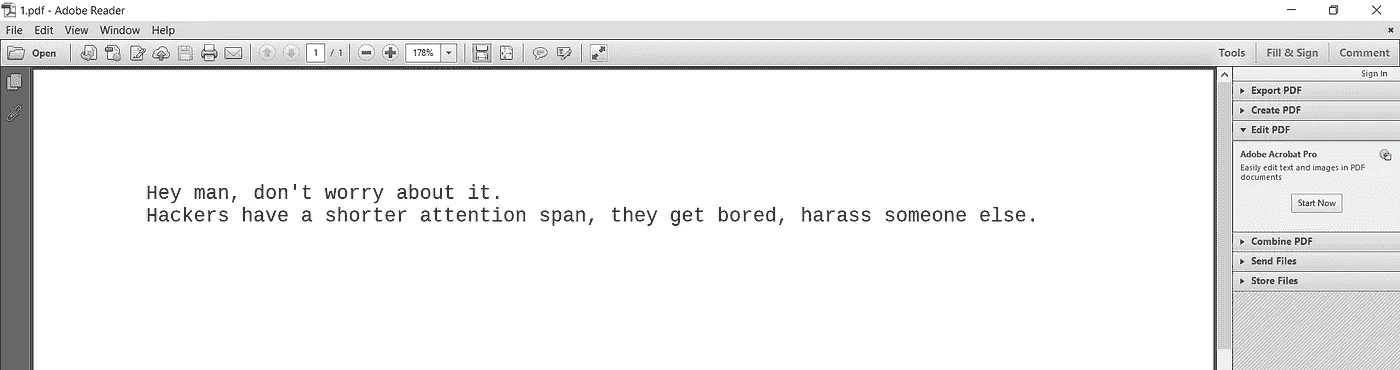 1.pdf - Adobe Reader
File Edit View Window Help
Open 1 / 1 178% Tools Fill & Sign Comment
Sign In
Export PDF
Create PDF
Edit PDF
Adobe Acrobat Pro
Easily edit text and images in PDF
documents
Start Now
Combine PDF
Send Files
Store Files
Hey man, don't worry about it.
Hackers have a shorter attention span, they get bored, harass someone else.